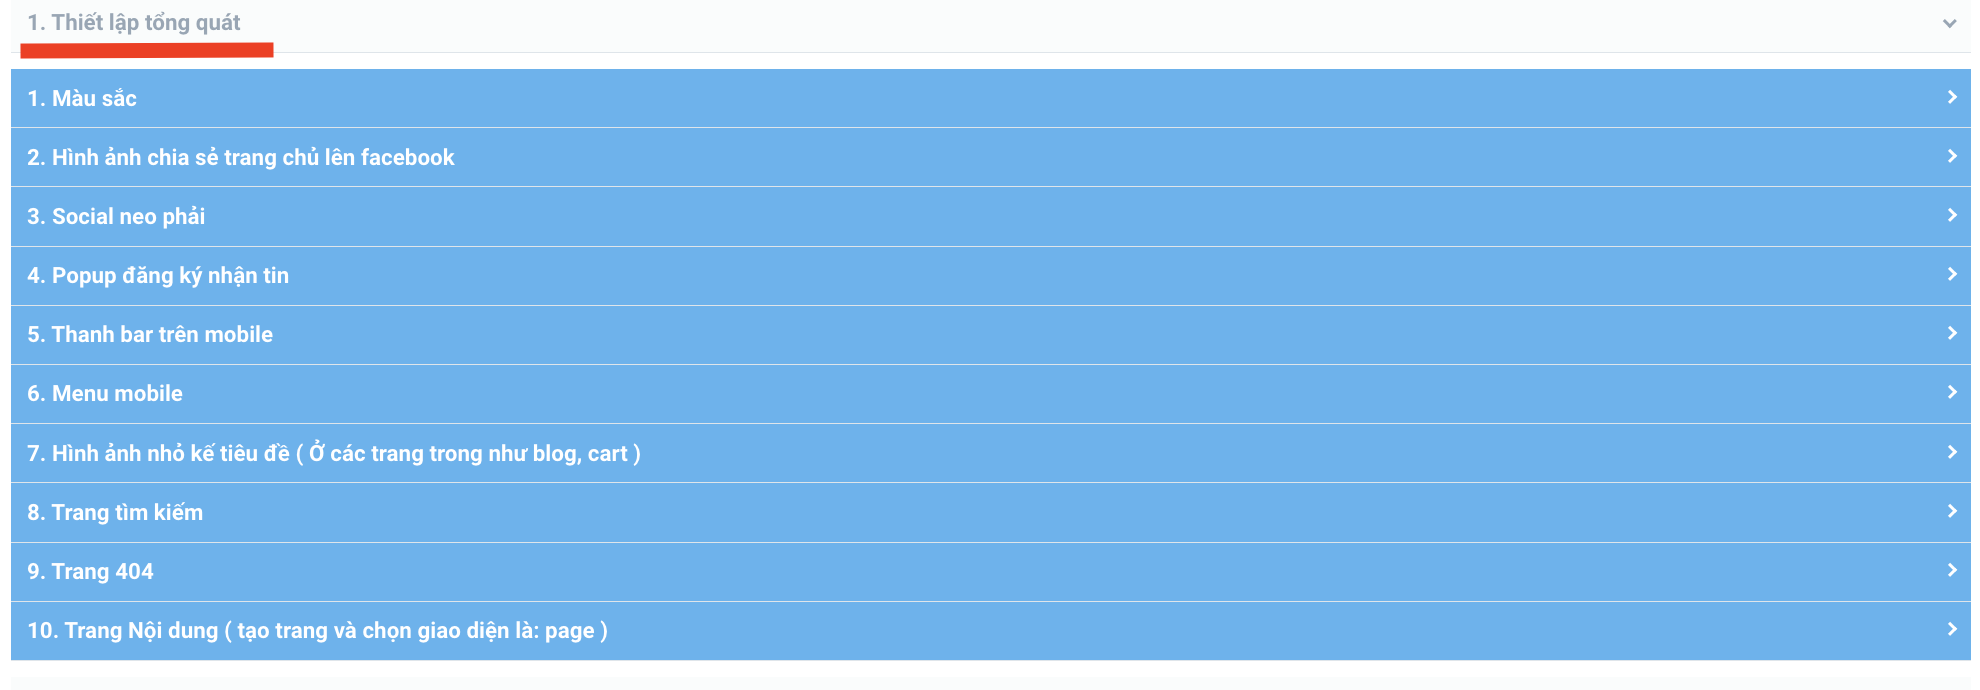 1. Thiết lập tổng quát
1. Màu sắc
2. Hình ảnh chia sẻ trang chủ lên facebook
3. Social neo phải
4. Popup đăng ký nhận tin
5. Thanh bar trên mobile
6. Menu mobile
7. Hình ảnh nhỏ kế tiêu đề ( Ở các trang trong như blog, cart )
8. Trang tìm kiếm
9. Trang 404
10. Trang Nội dung ( tạo trang và chọn giao diện là: page )